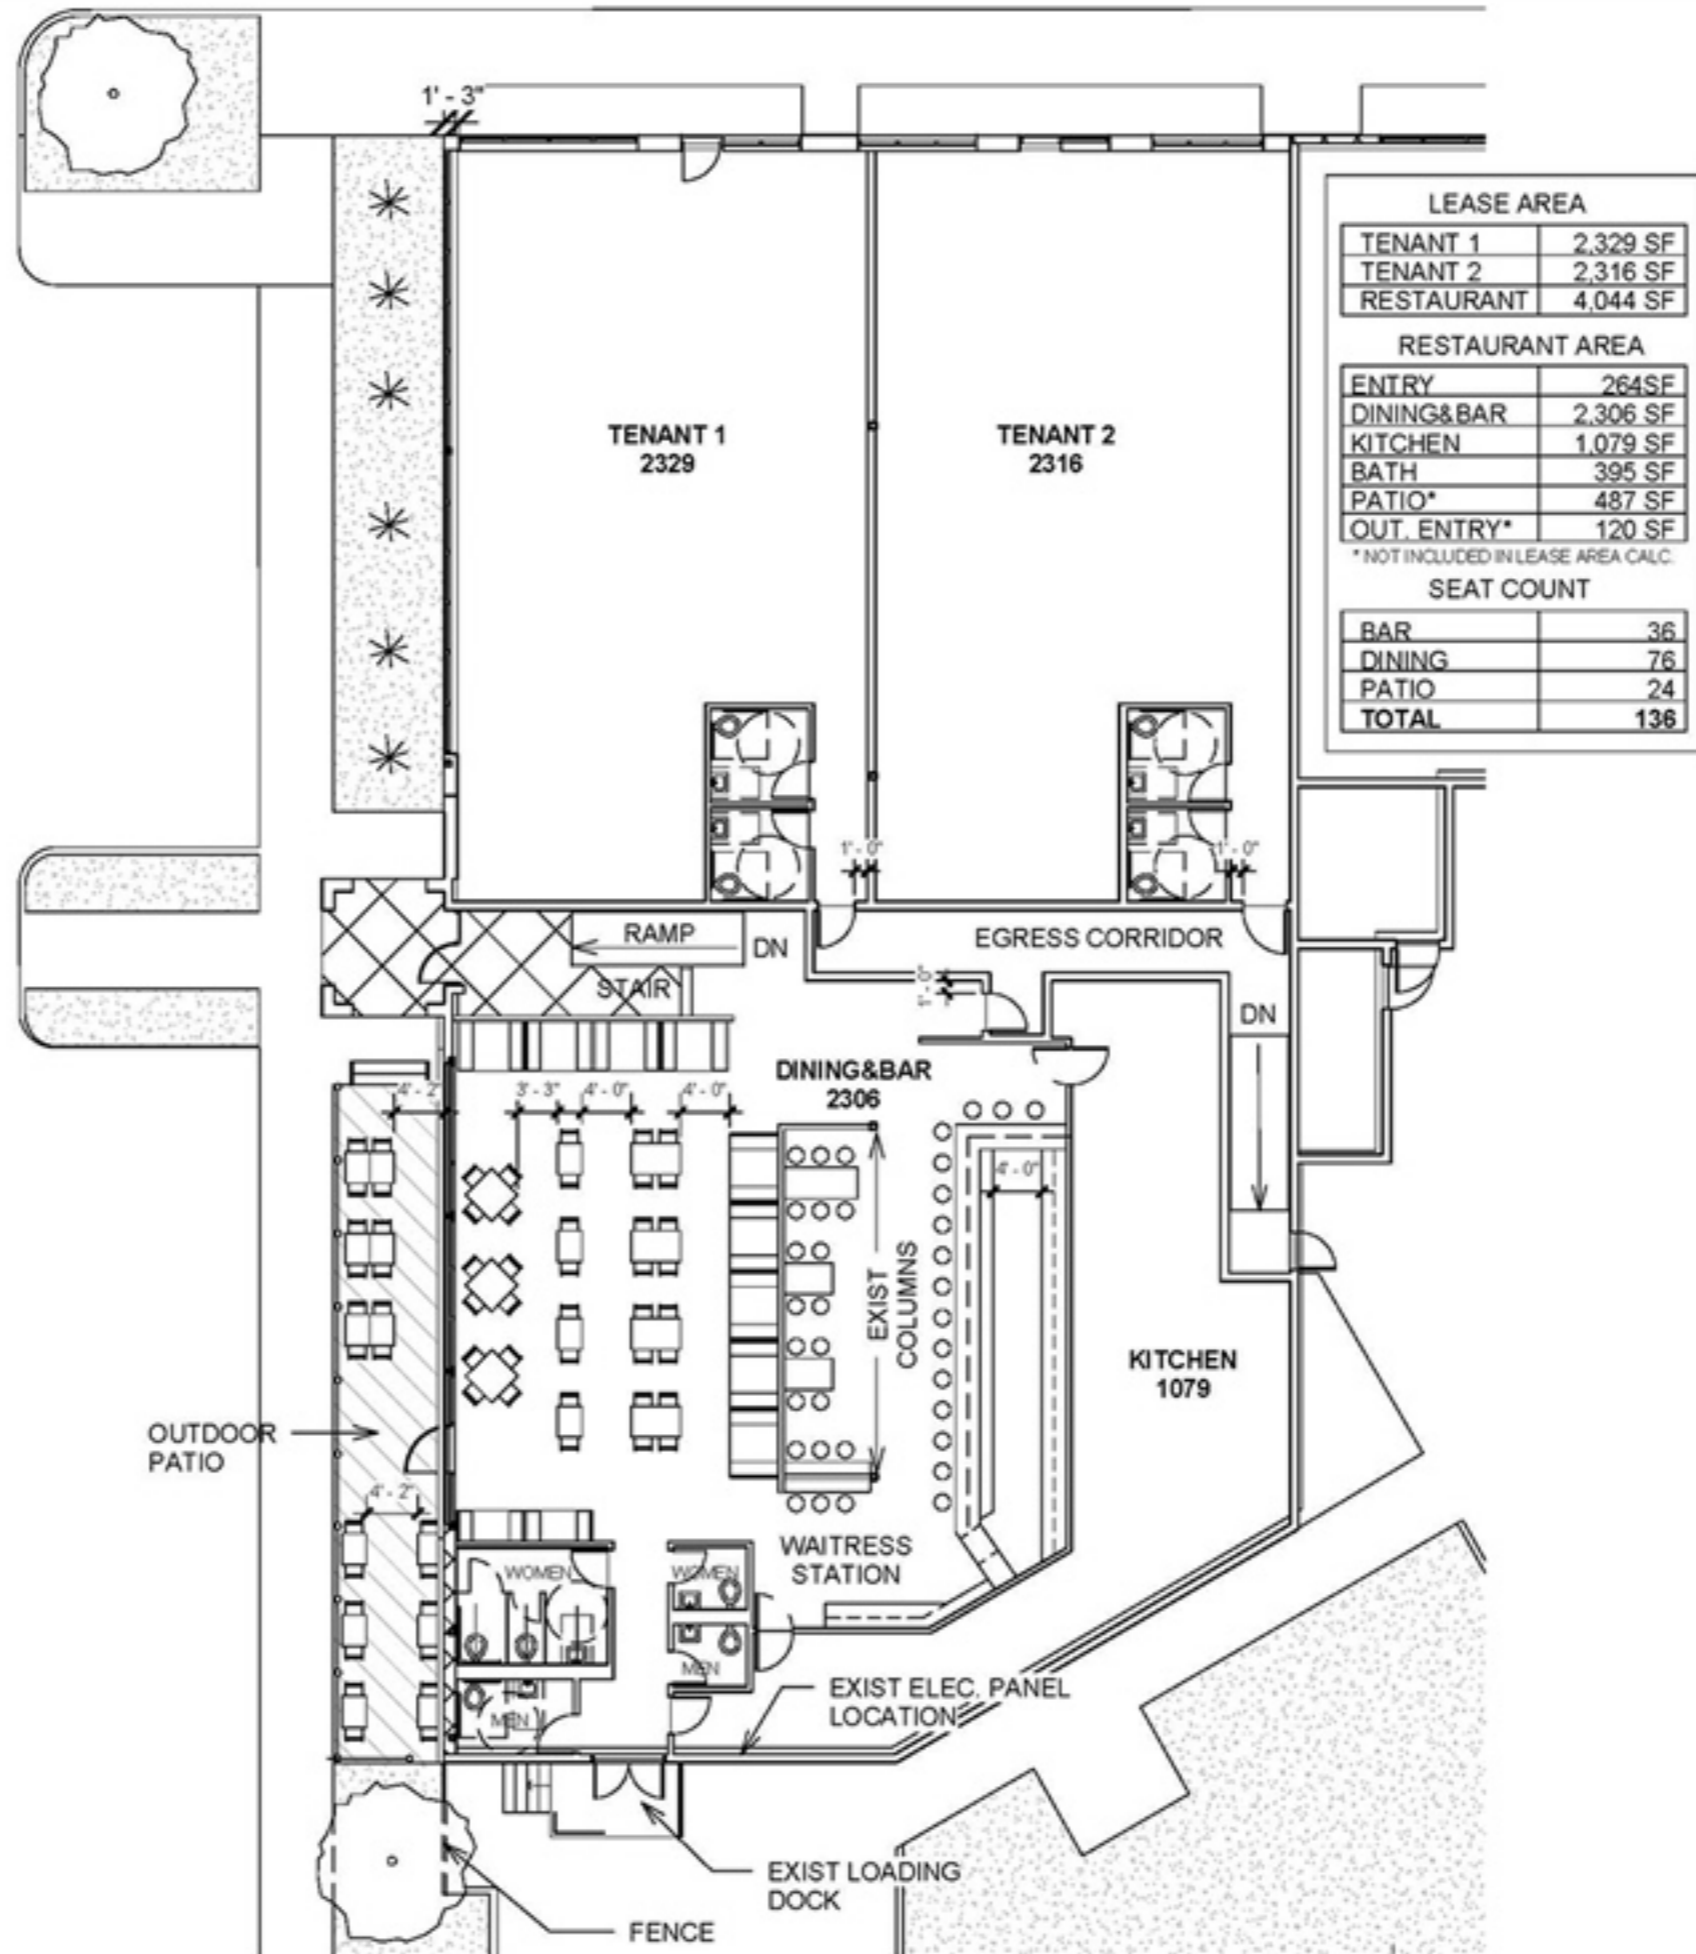 1' - 3"
LEASE AREA
TENANT 1 2,329 SF
TENANT 2 2,316 SF
RESTAURANT 4,044 SF
RESTAURANT AREA
ENTRY 264SF
DINING&BAR 2,306 SF
KITCHEN 1,079 SF
BATH 395 SF
PATIO* 487 SF
OUT. ENTRY* 120 SF
* NOT INCLUDED IN LEASE AREA CALC.
SEAT COUNT
BAR 36
DINING 76
PATIO 24
TOTAL 136
TENANT 1
2329
TENANT 2
2316
1' - 0"
1' - 0"
RAMP
DN
EGRESS CORRIDOR
STAIR
1' - 0"
DN
DINING&BAR
2306
4' - 2"
3' - 3"
4' - 0"
4' - 0"
4' - 0"
EXIST
COLUMNS
KITCHEN
1079
OUTDOOR
PATIO
4' - 2"
WAITRESS
STATION
WOMEN
WOMEN
MEN
MEN
EXIST ELEC. PANEL
LOCATION
EXIST LOADING
DOCK
FENCE